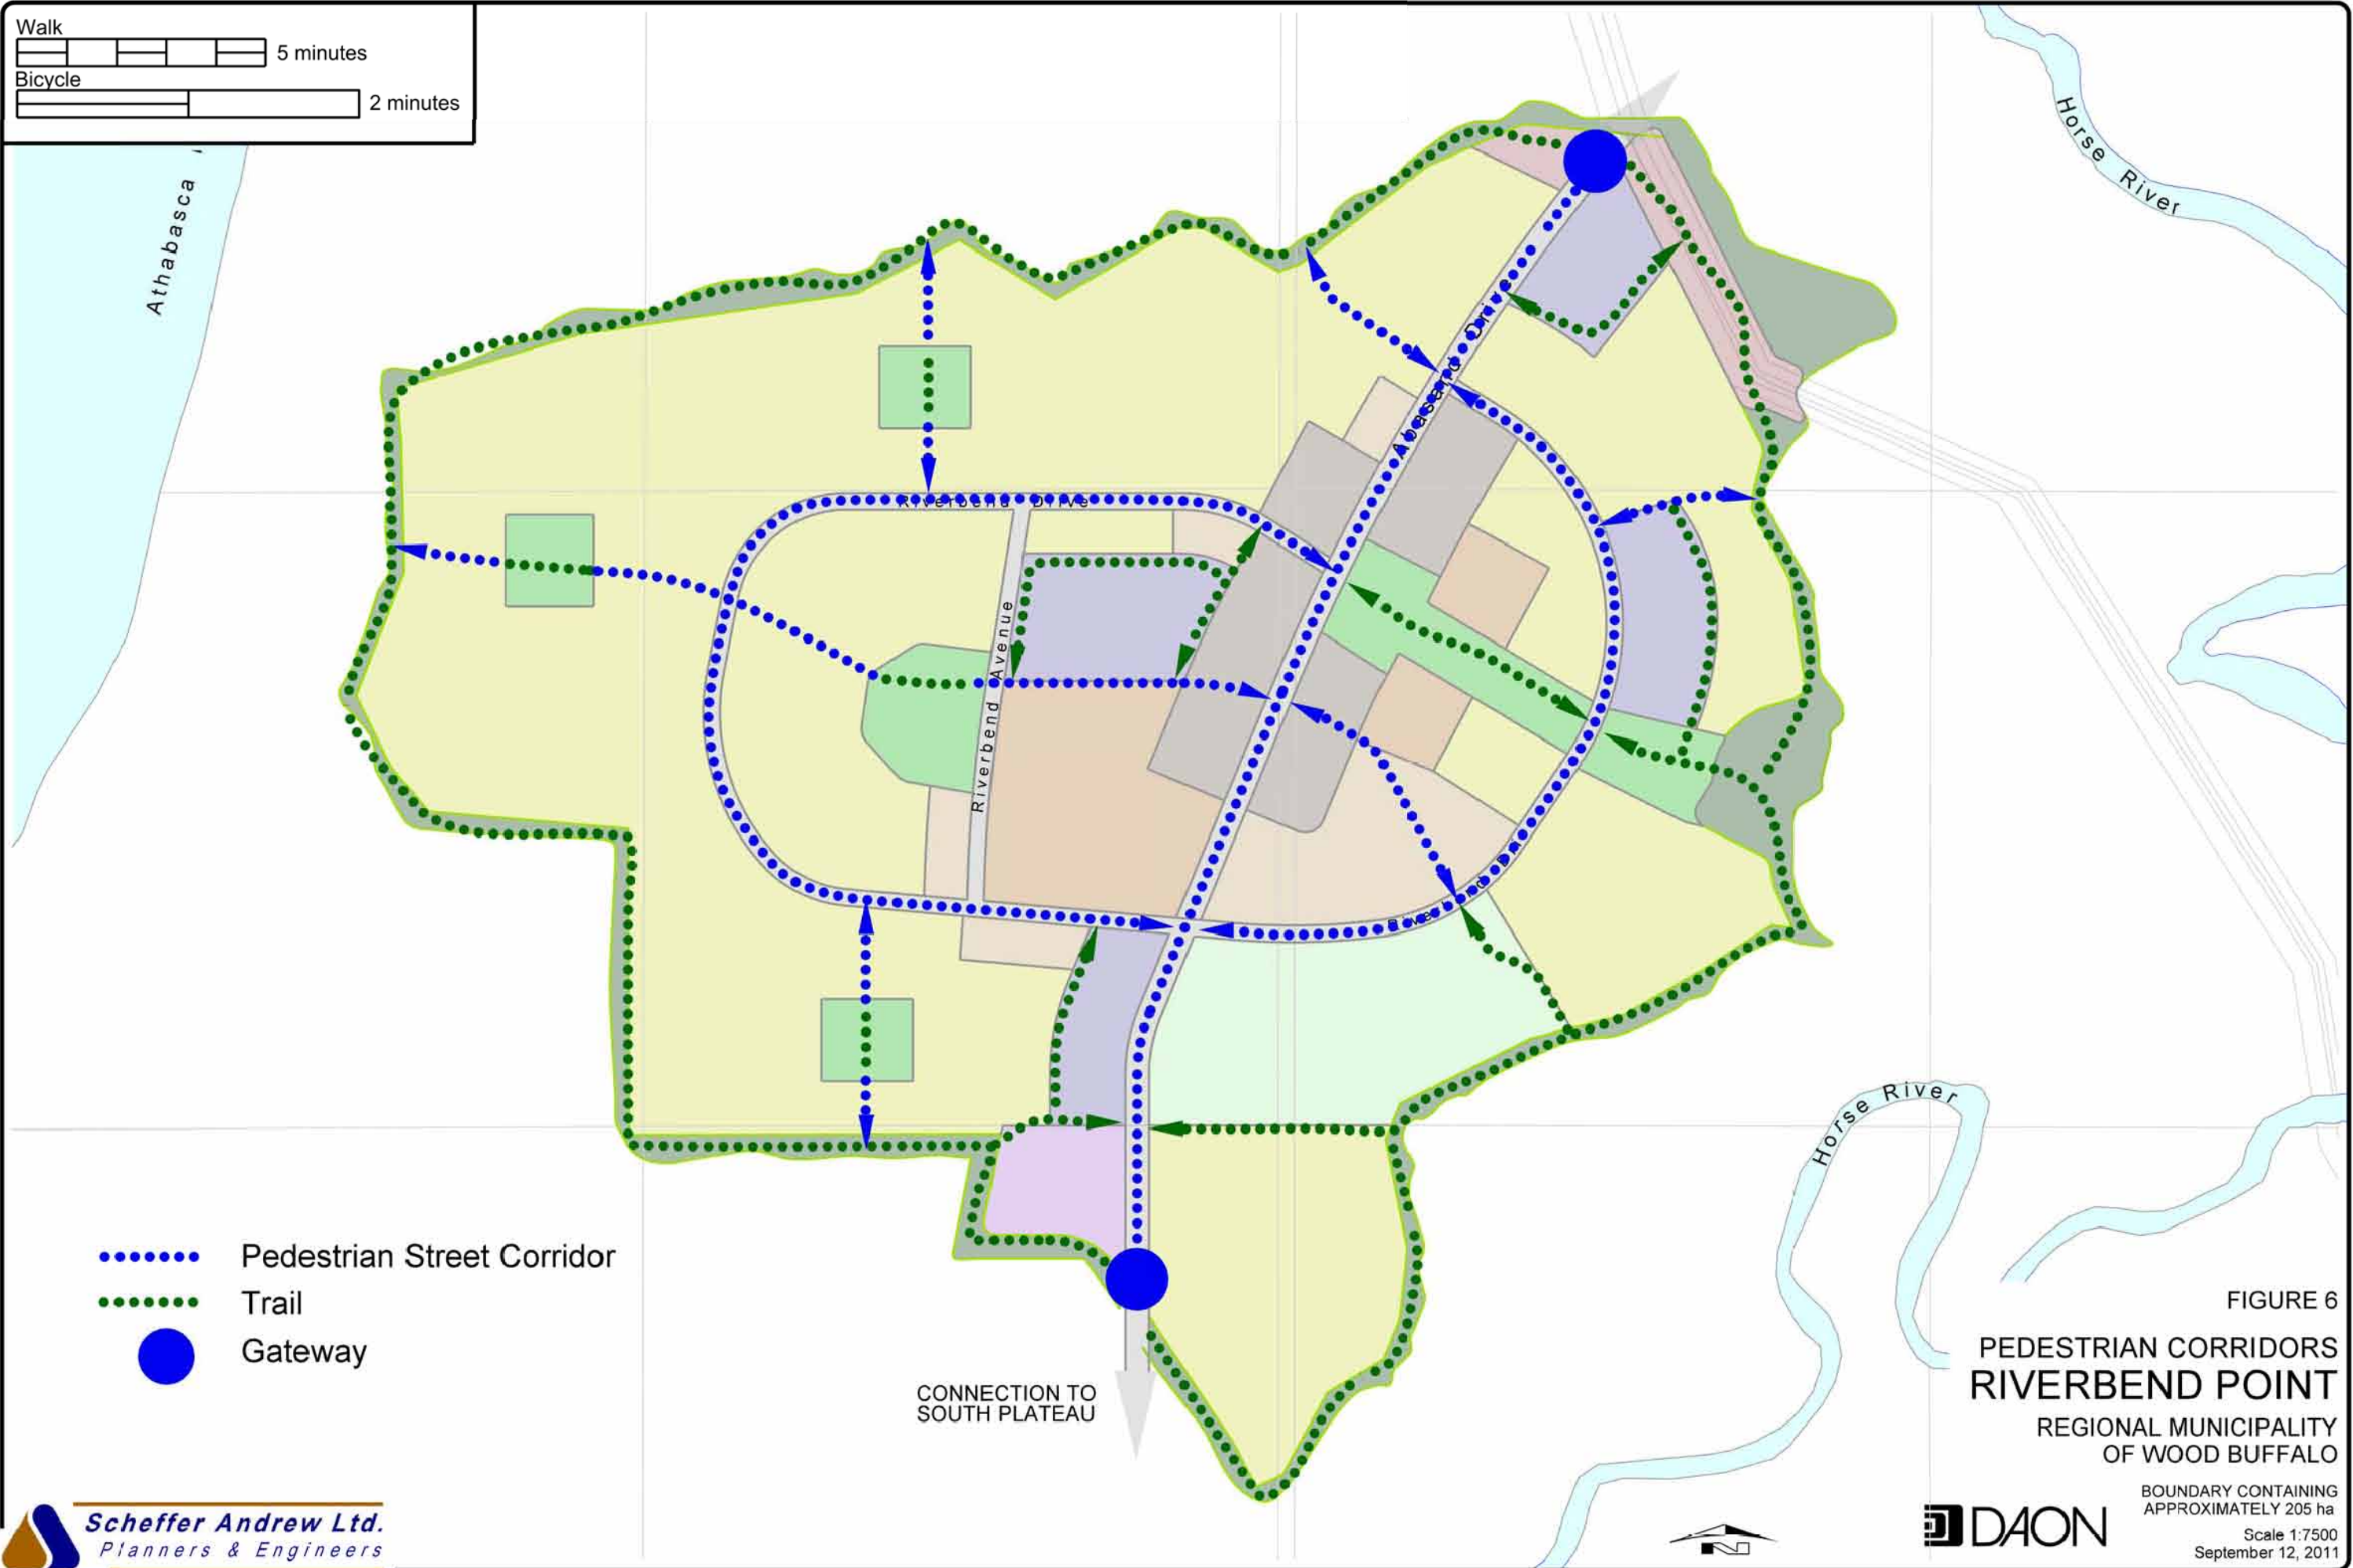 Walk
5 minutes
Bicycle
2 minutes
Athabasca
Horse River
Abasand Drive
Riverbend Drive
Riverbend Avenue
Horse River
Pedestrian Street Corridor
Trail
Gateway
CONNECTION TO
SOUTH PLATEAU
FIGURE 6
PEDESTRIAN CORRIDORS
RIVERBEND POINT
REGIONAL MUNICIPALITY
OF WOOD BUFFALO
BOUNDARY CONTAINING
APPROXIMATELY 205 ha
Scale 1:7500
September 12, 2011
DAON
N
Scheffer Andrew Ltd.
Planners & Engineers